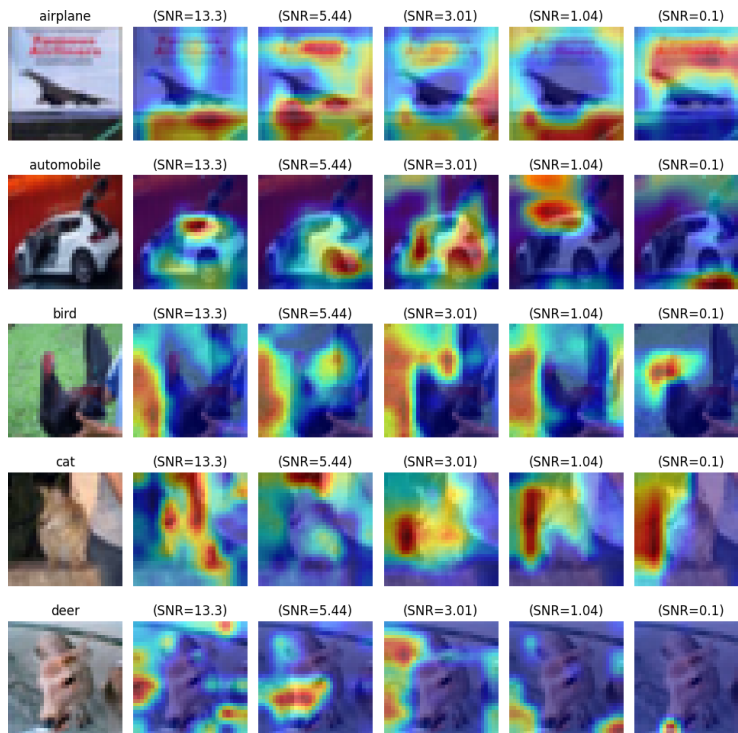 airplane (SNR=13.3) (SNR=5.44) (SNR=3.01) (SNR=1.04) (SNR=0.1)
automobile (SNR=13.3) (SNR=5.44) (SNR=3.01) (SNR=1.04) (SNR=0.1)
bird (SNR=13.3) (SNR=5.44) (SNR=3.01) (SNR=1.04) (SNR=0.1)
cat (SNR=13.3) (SNR=5.44) (SNR=3.01) (SNR=1.04) (SNR=0.1)
deer (SNR=13.3) (SNR=5.44) (SNR=3.01) (SNR=1.04) (SNR=0.1)